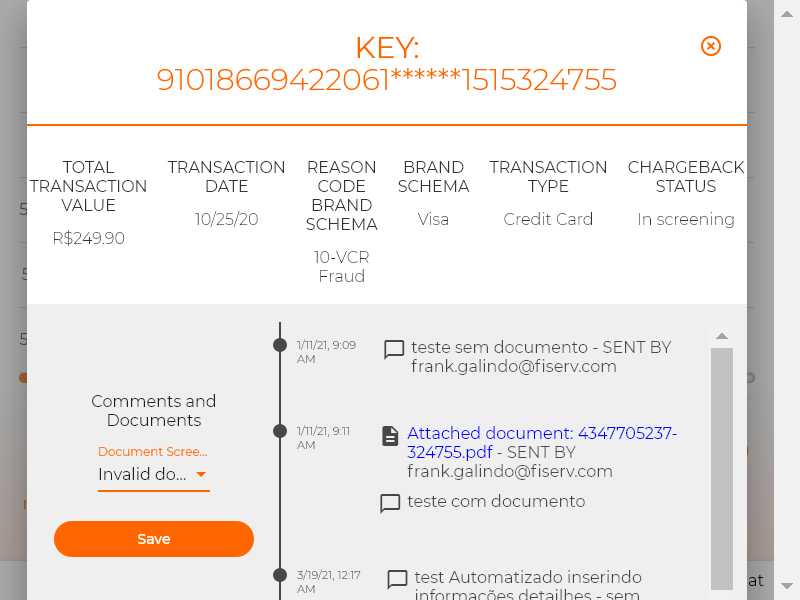 KEY:
91018669422061******1515324755
TOTAL
TRANSACTION
VALUE
R$249.90
TRANSACTION
DATE
10/25/20
REASON
CODE
BRAND
SCHEMA
10-VCR
Fraud
BRAND
SCHEMA
Visa
TRANSACTION
TYPE
Credit Card
CHARGEBACK
STATUS
In screening
Comments and
Documents
Document Scree...
Invalid do...
Save
1/11/21, 9:09
AM
teste sem documento - SENT BY
frank.galindo@fiserv.com
1/11/21, 9:11
AM
Attached document: 4347705237-
324755.pdf - SENT BY
frank.galindo@fiserv.com
teste com documento
3/19/21, 12:17
AM
test Automatizado inserindo
informações detailhes - sem